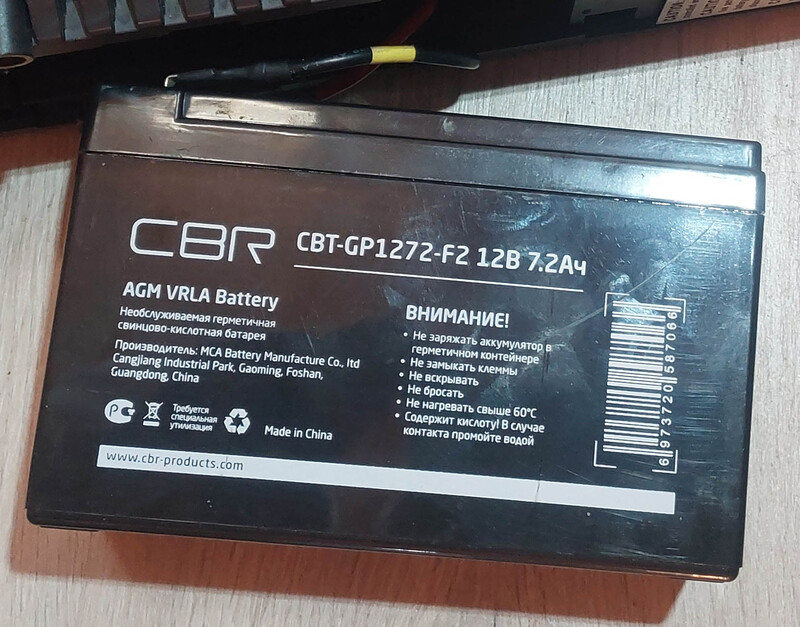 CBR
CBT-GP1272-F2 12В 7.2Ач
AGM VRLA Battery
Необслуживаемая герметичная
свинцово-кислотная батарея
Производитель: MCA Battery Manufacture Co., ltd
Cangjiang Industrial Park, Gaoming, Foshan,
Guangdong, China
Требуется
специальная
утилизация
Made in China
www.cbr-products.com
ВНИМАНИЕ!
• Не заряжать аккумулятор в
герметичном контейнере
• Не замыкать клеммы
• Не вскрывать
• Не бросать
• Не нагревать свыше 60°C
• Содержит кислоту! В случае
контакта промойте водой
6 973720 587066